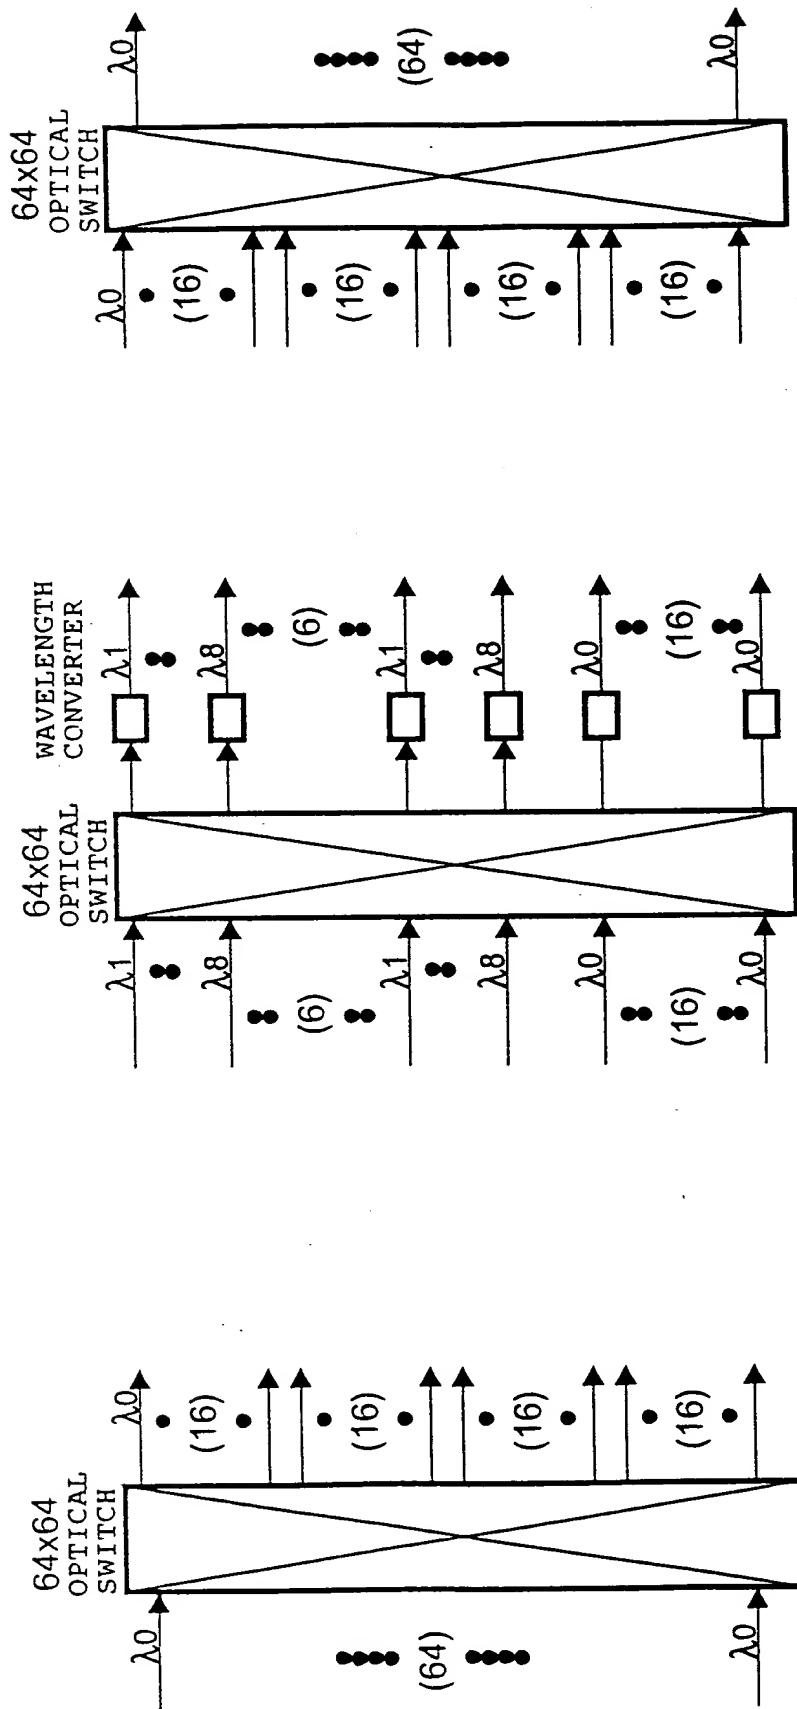 64x64
OPTICAL
SWITCH
λ0
(64)
λ0
λ0
(16)
(16)
(16)
(16)
64x64
OPTICAL
SWITCH
WAVELENGTH
CONVERTER
λ1
λ8
(6)
λ1
λ8
λ0
(16)
λ0
λ1
λ8
(6)
λ1
λ8
λ0
(16)
λ0
64x64
OPTICAL
SWITCH
λ0
(16)
(16)
(16)
(16)
λ0
(64)
λ0